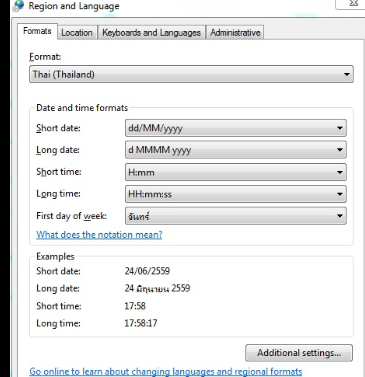 Region and Language
Formats Location Keyboards and Languages Administrative
Format:
Thai (Thailand)
Date and time formats
Short date: dd/MM/yyyy
Long date: d MMMM yyyy
Short time: H:mm
Long time: HH:mm:ss
First day of week: จันทร์
What does the notation mean?
Examples
Short date: 24/06/2559
Long date: 24 มิถุนายน 2559
Short time: 17:58
Long time: 17:58:17
Additional settings...
Go online to learn about changing languages and regional formats